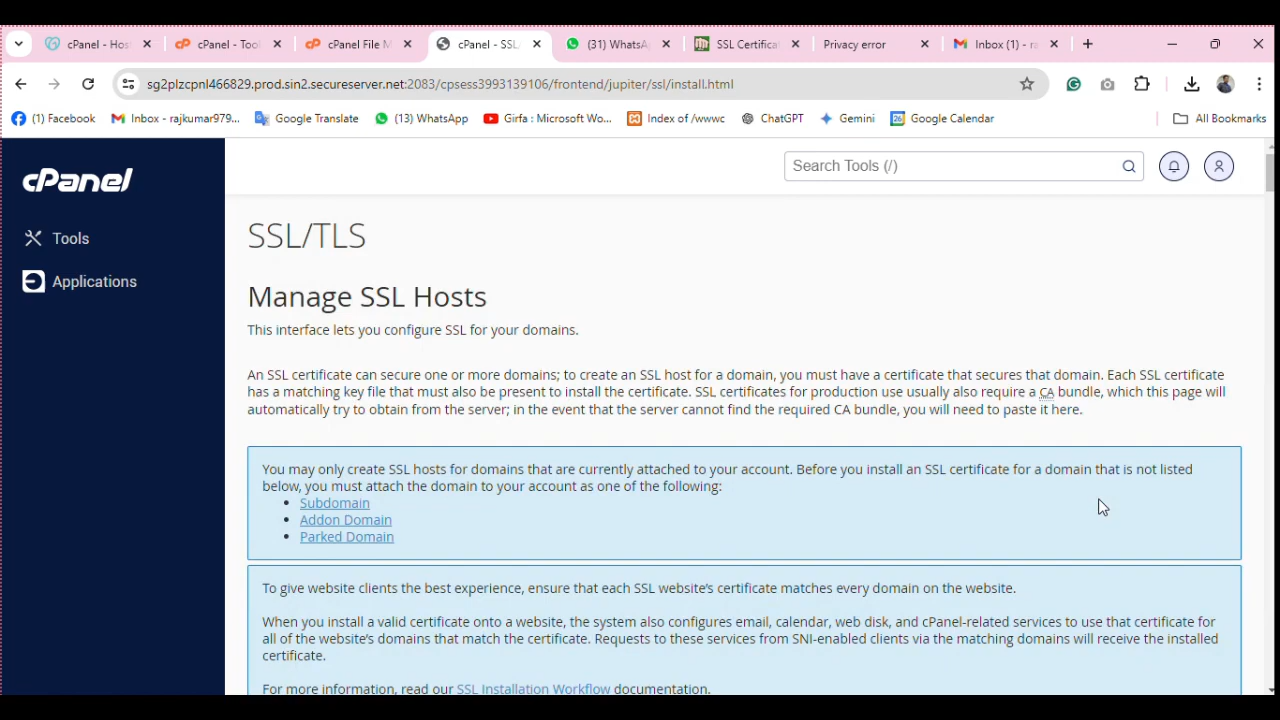 cPanel - Hos
cPanel - Too
cPanel File M
cPanel - SSL
(31) WhatsA
SSL Certifica
Privacy error
Inbox (1) - ra
sg2plzcpnl466829.prod.sin2.secureserver.net:2083/cpsess3993139106/frontend/jupiter/ssl/install.html
(1) Facebook
Inbox - rajkumar979...
Google Translate
(13) WhatsApp
Girfa : Microsoft Wo...
Index of /wwwc
ChatGPT
Gemini
Google Calendar
All Bookmarks
cPanel
Search Tools (/)
Tools
Applications
SSL/TLS
Manage SSL Hosts
This interface lets you configure SSL for your domains.
An SSL certificate can secure one or more domains; to create an SSL host for a domain, you must have a certificate that secures that domain. Each SSL certificate
has a matching key file that must also be present to install the certificate. SSL certificates for production use usually also require a CA bundle, which this page will
automatically try to obtain from the server; in the event that the server cannot find the required CA bundle, you will need to paste it here.
You may only create SSL hosts for domains that are currently attached to your account. Before you install an SSL certificate for a domain that is not listed
below, you must attach the domain to your account as one of the following:
• Subdomain
• Addon Domain
• Parked Domain
To give website clients the best experience, ensure that each SSL website's certificate matches every domain on the website.
When you install a valid certificate onto a website, the system also configures email, calendar, web disk, and cPanel-related services to use that certificate for
all of the website's domains that match the certificate. Requests to these services from SNI-enabled clients via the matching domains will receive the installed
certificate.
For more information, read our SSL Installation Workflow documentation.